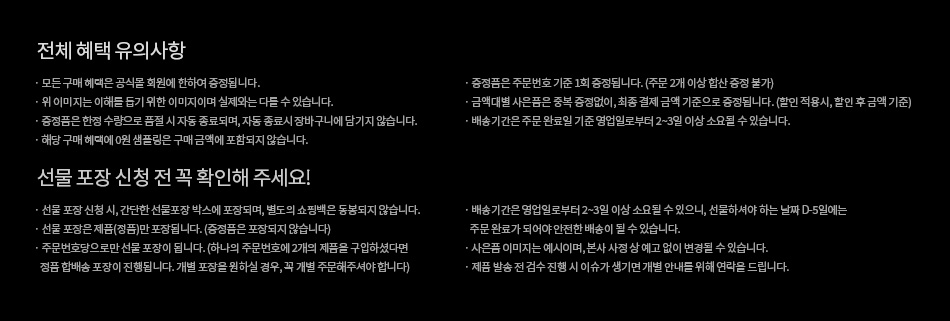 전체 혜택 유의사항
· 모든 구매 혜택은 공식몰 회원에 한하여 증정됩니다.
· 위 이미지는 이해를 돕기 위한 이미지이며 실제와는 다를 수 있습니다.
· 증정품은 한정 수량으로 품절 시 자동 종료되며, 자동 종료시 장바구니에 담기지 않습니다.
· 해당 구매 혜택에 0원 샘플링은 구매 금액에 포함되지 않습니다.
· 증정품은 주문번호 기준 1회 증정됩니다. (주문 2개 이상 합산 증정 불가)
· 금액대별 사은품은 중복 증정없이, 최종 결제 금액 기준으로 증정됩니다. (할인 적용시, 할인 후 금액 기준)
· 배송기간은 주문 완료일 기준 영업일로부터 2~3일 이상 소요될 수 있습니다.
선물 포장 신청 전 꼭 확인해 주세요!
· 선물 포장 신청 시, 간단한 선물포장 박스에 포장되며, 별도의 쇼핑백은 동봉되지 않습니다.
· 선물 포장은 제품(정품)만 포장됩니다. (증정품은 포장되지 않습니다)
· 주문번호당으로만 선물 포장이 됩니다. (하나의 주문번호에 2개의 제품을 구입하셨다면
정품 합배송 포장이 진행됩니다. 개별 포장을 원하실 경우, 꼭 개별 주문해주셔야 합니다)
· 배송기간은 영업일로부터 2~3일 이상 소요될 수 있으니, 선물하셔야 하는 날짜 D-5일에는
주문 완료가 되어야 안전한 배송이 될 수 있습니다.
· 사은품 이미지는 예시이며, 본사 사정 상 예고 없이 변경될 수 있습니다.
· 제품 발송 전 검수 진행 시 이슈가 생기면 개별 안내를 위해 연락을 드립니다.